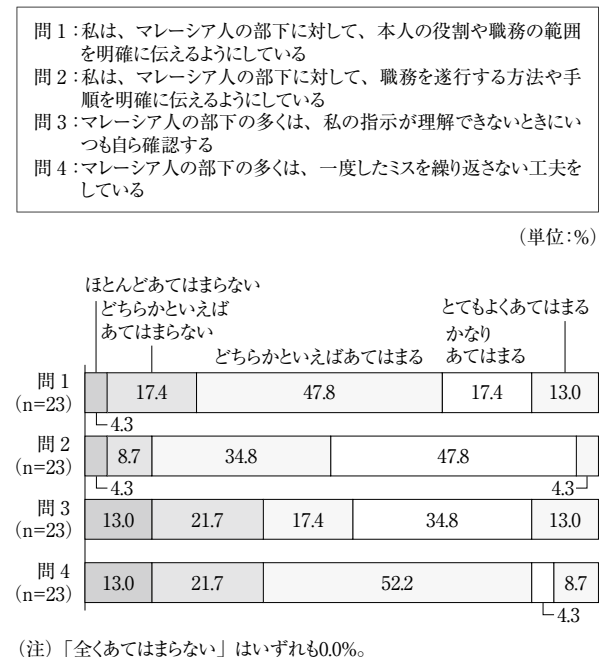 問1:私は、マレーシア人の部下に対して、本人の役割や職務の範囲
を明確に伝えるようにしている
問2:私は、マレーシア人の部下に対して、職務を遂行する方法や手
順を明確に伝えるようにしている
問3:マレーシア人の部下の多くは、私の指示が理解できないときにい
つも自ら確認する
問4:マレーシア人の部下の多くは、一度したミスを繰り返さない工夫を
している
(単位:%)
ほとんどあてはまらない
どちらかといえば
あてはまらない
どちらかといえばあてはまる
かなり
あてはまる
とてもよくあてはまる
問1
(n=23)
17.4 47.8 17.4 13.0
4.3
問2
(n=23)
8.7 34.8 47.8
4.3 4.3
問3
(n=23)
13.0 21.7 17.4 34.8 13.0
問4
(n=23)
13.0 21.7 52.2 8.7
4.3
(注)「全くあてはまらない」はいずれも0.0%。